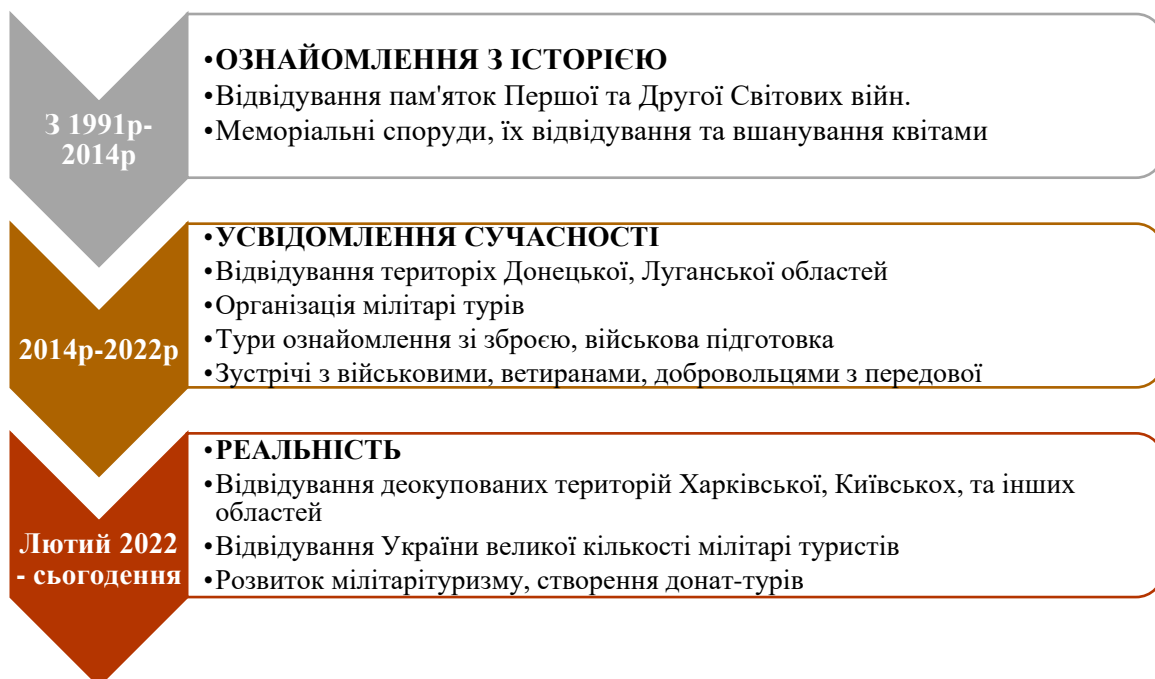 З 1991р-
2014р
•ОЗНАЙОМЛЕННЯ З ІСТОРІЄЮ
•Відвідування пам'яток Першої та Другої Світових війн.
•Меморіальні споруди, їх відвідування та вшанування квітами
2014р-2022р
•УСВІДОМЛЕННЯ СУЧАСНОСТІ
•Відвідування територіх Донецької, Луганської областей
•Організація мілітарі турів
•Тури ознайомлення зі зброєю, військова підготовка
•Зустрічі з військовими, ветиранами, добровольцями з передової
Лютий 2022
- сьогодення
•РЕАЛЬНІСТЬ
•Відвідування деокупованих територій Харківської, Київськох, та інших
областей
•Відвідування України великої кількості мілітарі туристів
•Розвиток мілітарітуризму, створення донат-турів